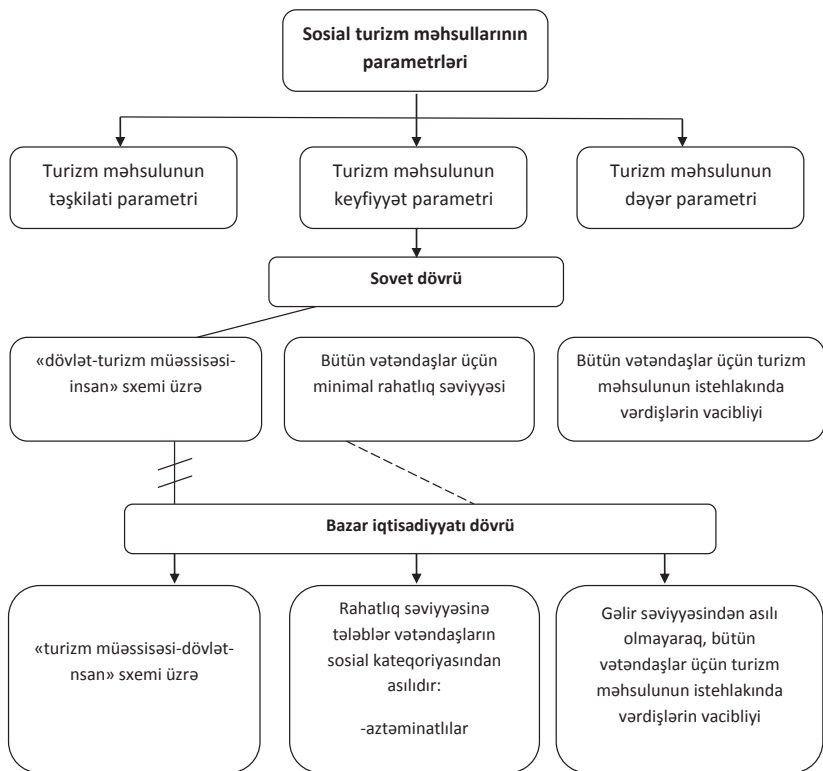 Sosial turizm məhsullarının
parametrləri
Turizm məhsulunun
təşkilati parametri
Turizm məhsulunun
keyfiyyət parametri
Turizm məhsulunun
dəyər parametri
Sovet dövrü
«dövlət-turizm müəssisəsi-
insan» sxemi üzrə
Bütün vətəndaşlar üçün
minimal rahatlıq səviyyəsi
Bütün vətəndaşlar üçün turizm
məhsulunun istehlakında
vərdişlərin vacibliyi
Bazar iqtisadiyyatı dövrü
«turizm müəssisəsi-dövlət-
nsan» sxemi üzrə
Rahatlıq səviyyəsinə
tələblər vətəndaşların
sosial kateqoriyasından
asılıdır:
-aztəminatlılar
Gəlir səviyyəsindən asılı
olmayaraq, bütün
vətəndaşlar üçün turizm
məhsulunun istehlakında
vərdişlərin vacibliyi